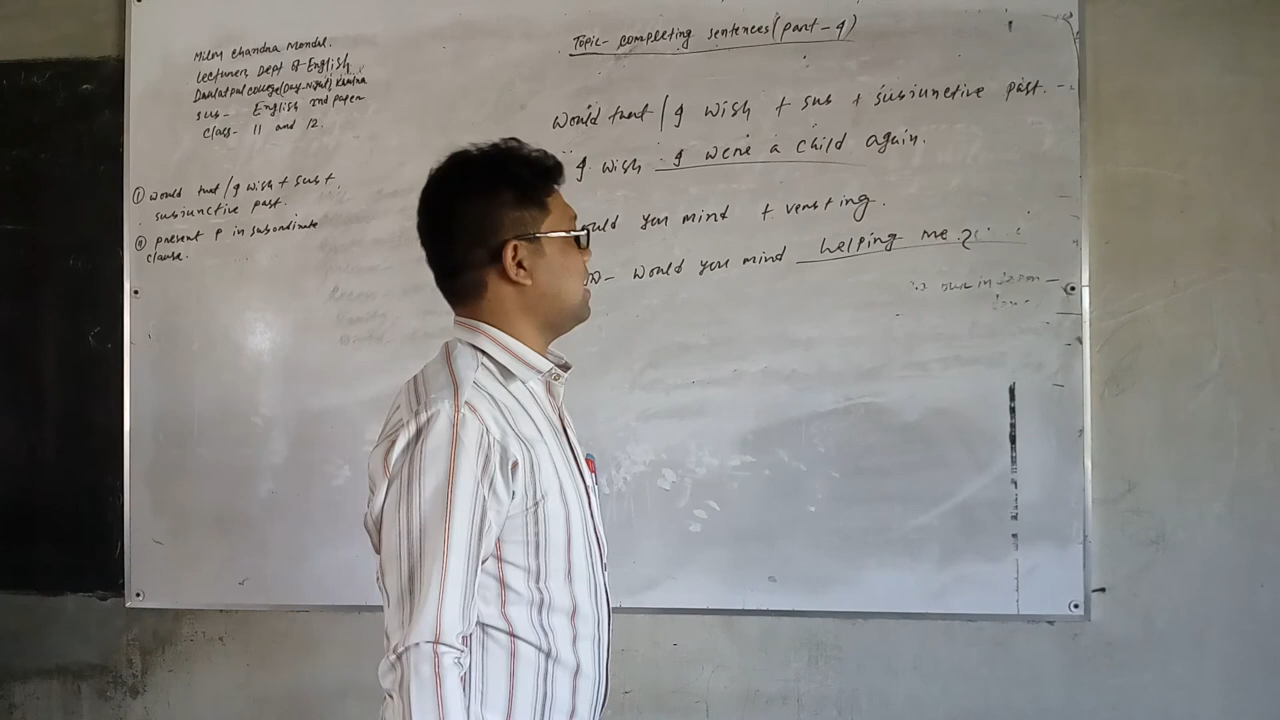 Milon Chandra Mondal.
Lecturer, Dept of English
Daulatpur College (Day-Night), Khulna
sub- English 2nd paper
class- 11 and 12.
① would that / I wish + sub +
subjunctive past.
② present p in subordinate
clause.
Topic- completing sentences (part-4)
Would that / I wish + sub + subjunctive past.
I wish I were a child again.
ould you mind + verb+ing.
would you mind helping me?